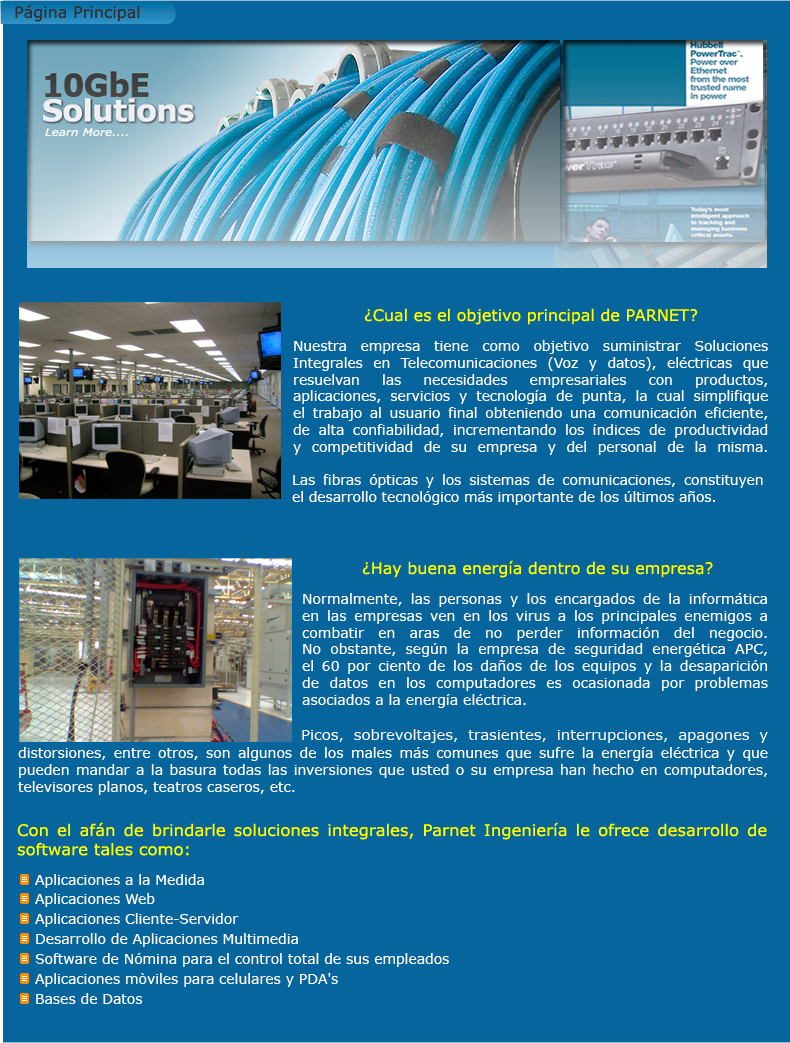 Página Principal
10GbE
Solutions
Learn More....
Hubbell
PowerTrac™.
Power over
Ethernet
from the most
trusted name
in power
Today's most
intelligent approach
to tracking and
managing business
critical assets.
¿Cual es el objetivo principal de PARNET?
Nuestra empresa tiene como objetivo suministrar Soluciones
Integrales en Telecomunicaciones (Voz y datos), eléctricas que
resuelvan las necesidades empresariales con productos,
aplicaciones, servicios y tecnología de punta, la cual simplifique
el trabajo al usuario final obteniendo una comunicación eficiente,
de alta confiabilidad, incrementando los índices de productividad
y competitividad de su empresa y del personal de la misma.
Las fibras ópticas y los sistemas de comunicaciones, constituyen
el desarrollo tecnológico más importante de los últimos años.
¿Hay buena energía dentro de su empresa?
Normalmente, las personas y los encargados de la informática
en las empresas ven en los virus a los principales enemigos a
combatir en aras de no perder información del negocio.
No obstante, según la empresa de seguridad energética APC,
el 60 por ciento de los daños de los equipos y la desaparición
de datos en los computadores es ocasionada por problemas
asociados a la energía eléctrica.
Picos, sobrevoltajes, trasientes, interrupciones, apagones y
distorsiones, entre otros, son algunos de los males más comunes que sufre la energía eléctrica y que
pueden mandar a la basura todas las inversiones que usted o su empresa han hecho en computadores,
televisores planos, teatros caseros, etc.
Con el afán de brindarle soluciones integrales, Parnet Ingeniería le ofrece desarrollo de
software tales como:
Aplicaciones a la Medida
Aplicaciones Web
Aplicaciones Cliente-Servidor
Desarrollo de Aplicaciones Multimedia
Software de Nómina para el control total de sus empleados
Aplicaciones mòviles para celulares y PDA's
Bases de Datos